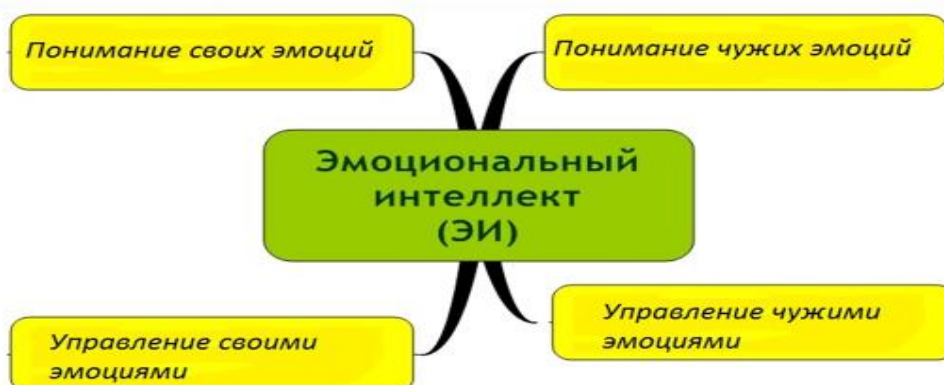 Понимание своих эмоций
Понимание чужих эмоций
Эмоциональный
интеллект
(ЭИ)
Управление своими
эмоциями
Управление чужими
эмоциями